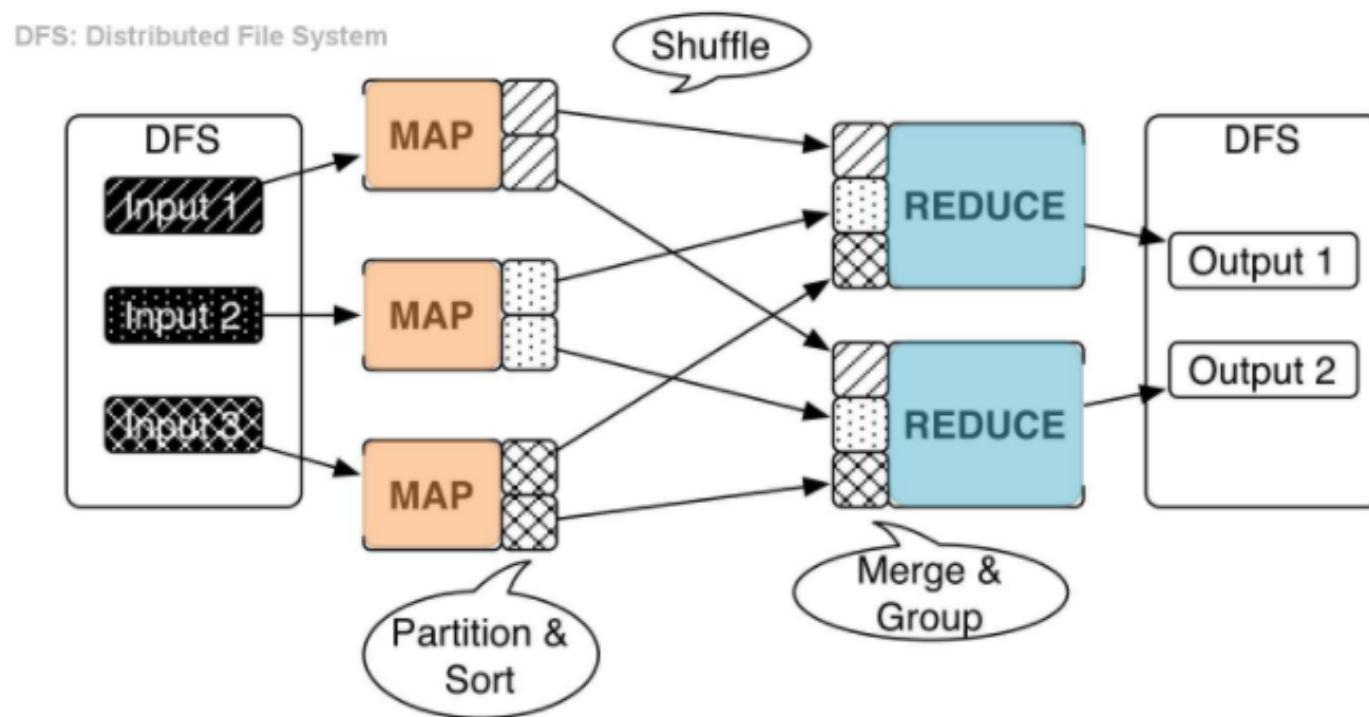 DFS: Distributed File System
Shuffle
DFS
Input 1
Input 2
Input 3
MAP
MAP
MAP
Partition &
Sort
REDUCE
REDUCE
Merge &
Group
DFS
Output 1
Output 2